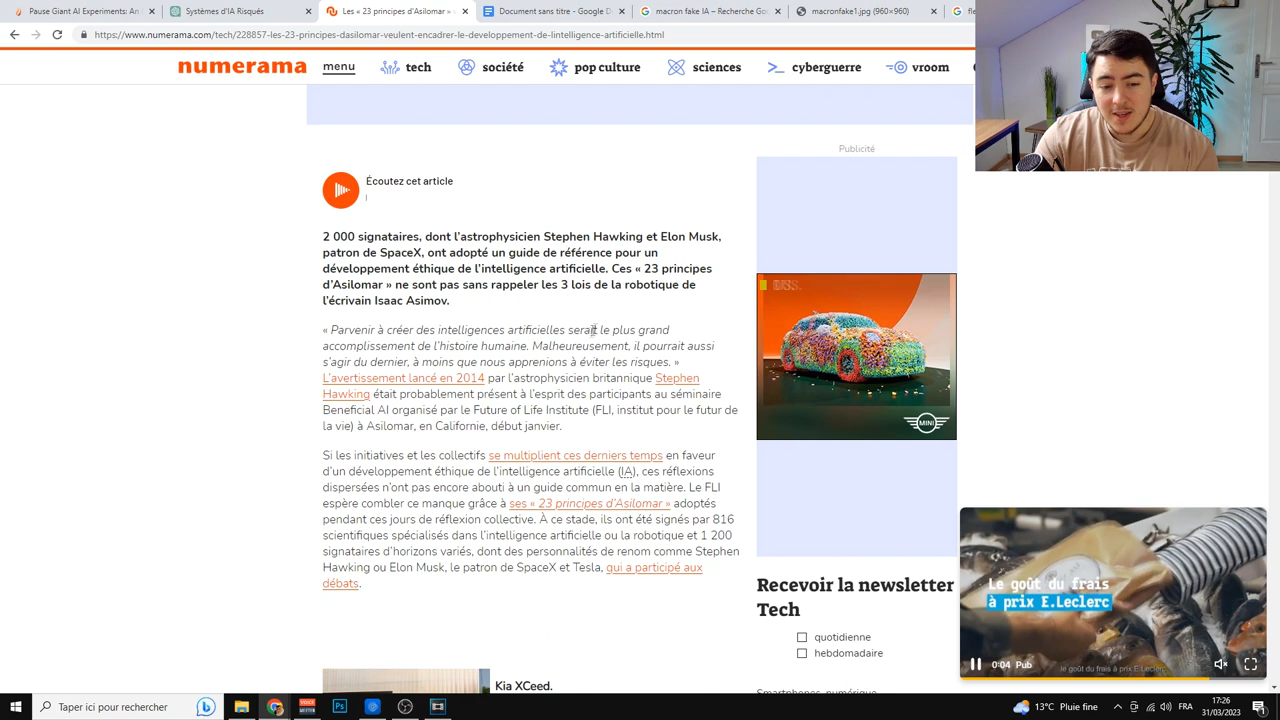 Pause Giant AI Experiments: An
Systèmes d'IA Risqués
Les « 23 principes d'Asilomar » v
Document sans titre - Google D
macron fake IA – Recherche Go
macronfake1.jpg (960×960)
https://www.numerama.com/tech/228857-les-23-principes-dasilomar-veulent-encadrer-le-developpement-de-lintelligence-artificielle.html
numerama
menu
tech
société
pop culture
sciences
cyberguerre
vroom
Publicité
Écoutez cet article
2 000 signataires, dont l'astrophysicien Stephen Hawking et Elon Musk,
patron de SpaceX, ont adopté un guide de référence pour un
développement éthique de l'intelligence artificielle. Ces « 23 principes
d'Asilomar » ne sont pas sans rappeler les 3 lois de la robotique de
l'écrivain Isaac Asimov.
« Parvenir à créer des intelligences artificielles serait le plus grand
accomplissement de l'histoire humaine. Malheureusement, il pourrait aussi
s'agir du dernier, à moins que nous apprenions à éviter les risques. »
L'avertissement lancé en 2014 par l'astrophysicien britannique Stephen
Hawking était probablement présent à l'esprit des participants au séminaire
Beneficial AI organisé par le Future of Life Institute (FLI, institut pour le futur de
la vie) à Asilomar, en Californie, début janvier.
Si les initiatives et les collectifs se multiplient ces derniers temps en faveur
d'un développement éthique de l'intelligence artificielle (IA), ces réflexions
dispersées n'ont pas encore abouti à un guide commun en la matière. Le FLI
espère combler ce manque grâce à ses « 23 principes d'Asilomar » adoptés
pendant ces jours de réflexion collective. À ce stade, ils ont été signés par 816
scientifiques spécialisés dans l'intelligence artificielle ou la robotique et 1 200
signataires d'horizons variés, dont des personnalités de renom comme Stephen
Hawking ou Elon Musk, le patron de SpaceX et Tesla, qui a participé aux
débats.
MINI
Recevoir la newsletter
Tech
quotidienne
hebdomadaire
Smartphones, numérique
Le goût du frais
à prix E.Leclerc
0:04 Pub
le goût du frais à prix E.Leclerc.
Kia XCeed.
Taper ici pour rechercher
13°C Pluie fine
FRA
17:26
31/03/2023